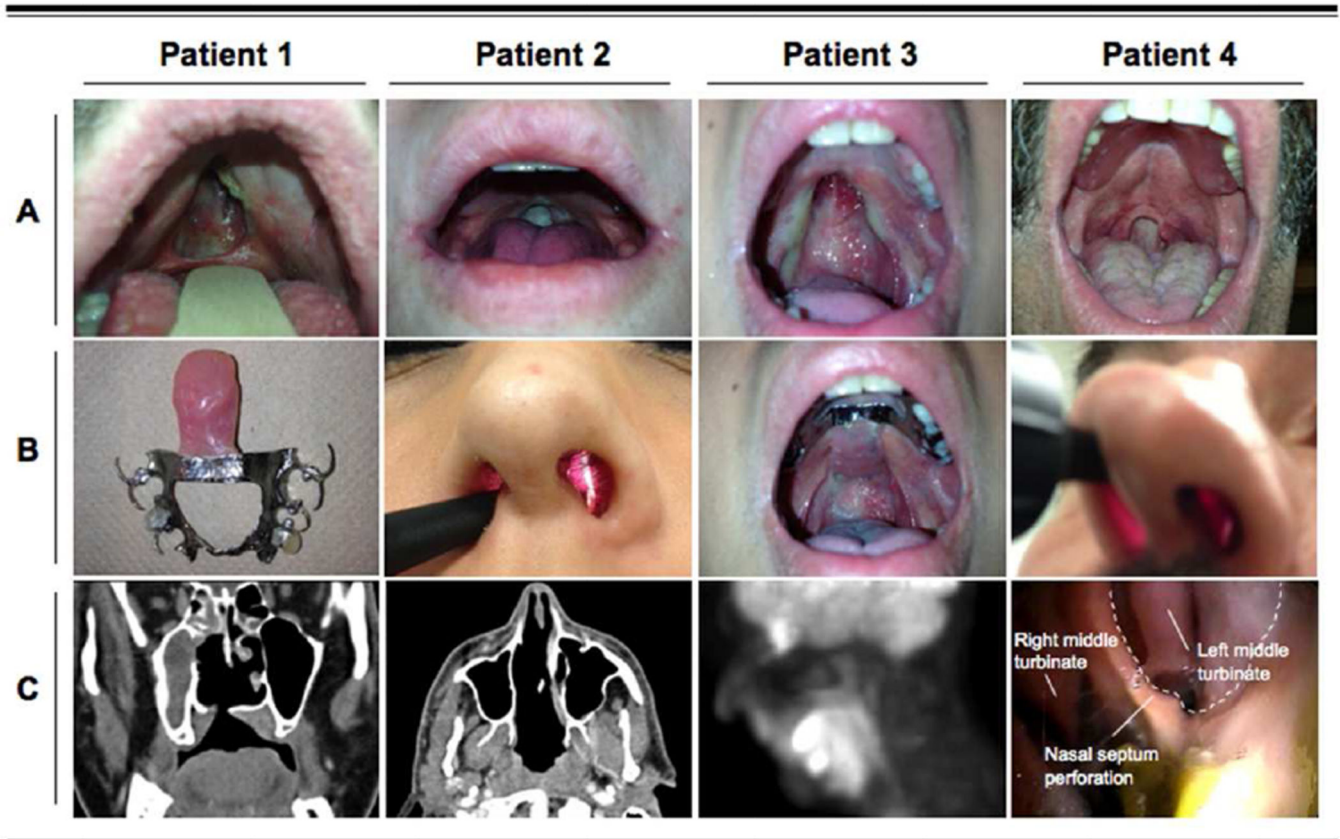 Patient 1 Patient 2 Patient 3 Patient 4
A
B
C
Right middle
turbinate
Left middle
turbinate
Nasal septum
perforation